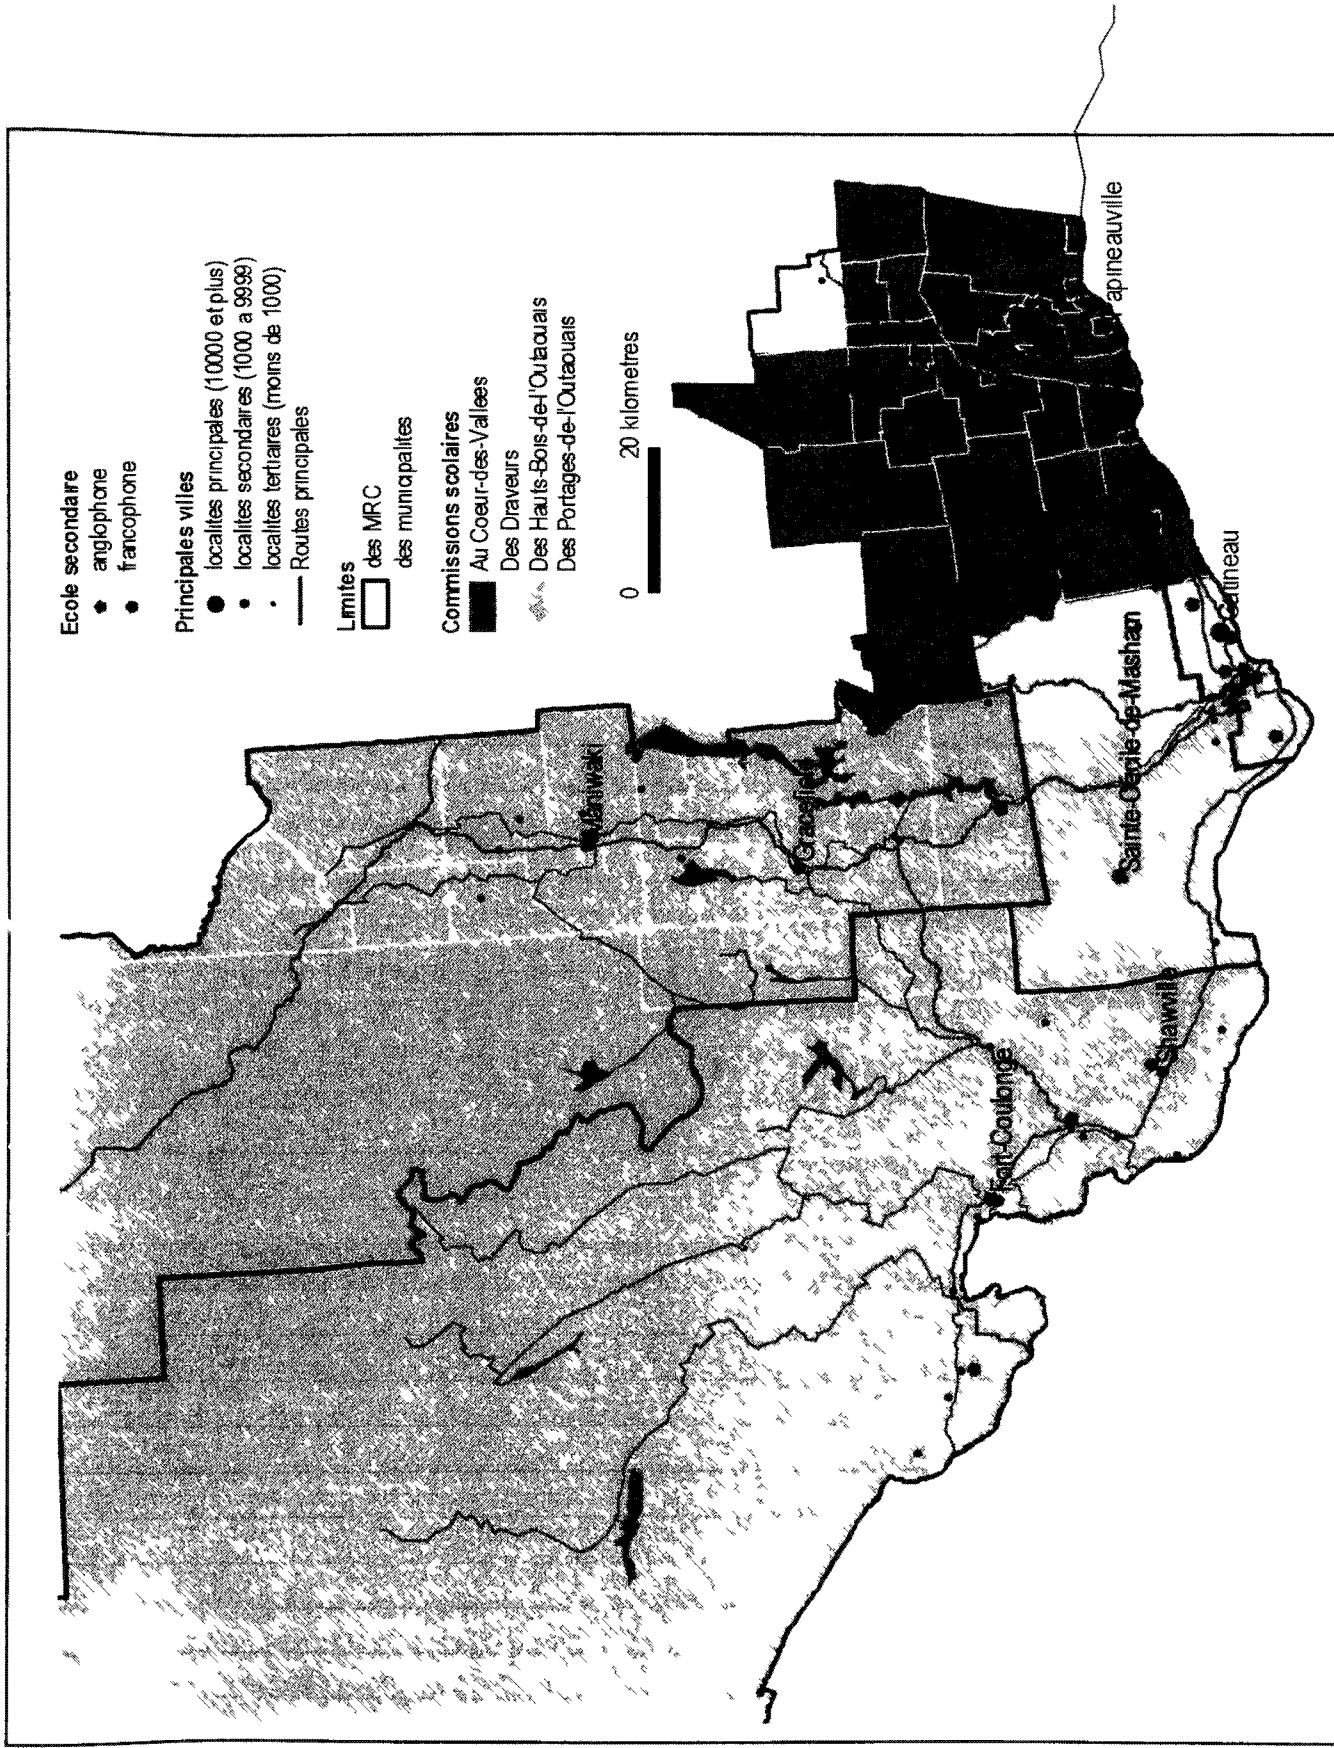 Ecole secondaire
anglophone
francophone
Principales villes
localites principales (10000 et plus)
localites secondaires (1000 a 9999)
localites tertiaires (moins de 1000)
Routes principales
Limites
des MRC
des municipalites
Commissions scolaires
Au Coeur-des-Vallees
Des Draveurs
Des Hauts-Bois-de-l'Outaouais
Des Portages-de-l'Outaouais
0 20 kilometres
Maniwaki
Gracefield
Fort-Coulonge
Shawville
Sainte-Cecile-de-Masham
Gatineau
apineauville